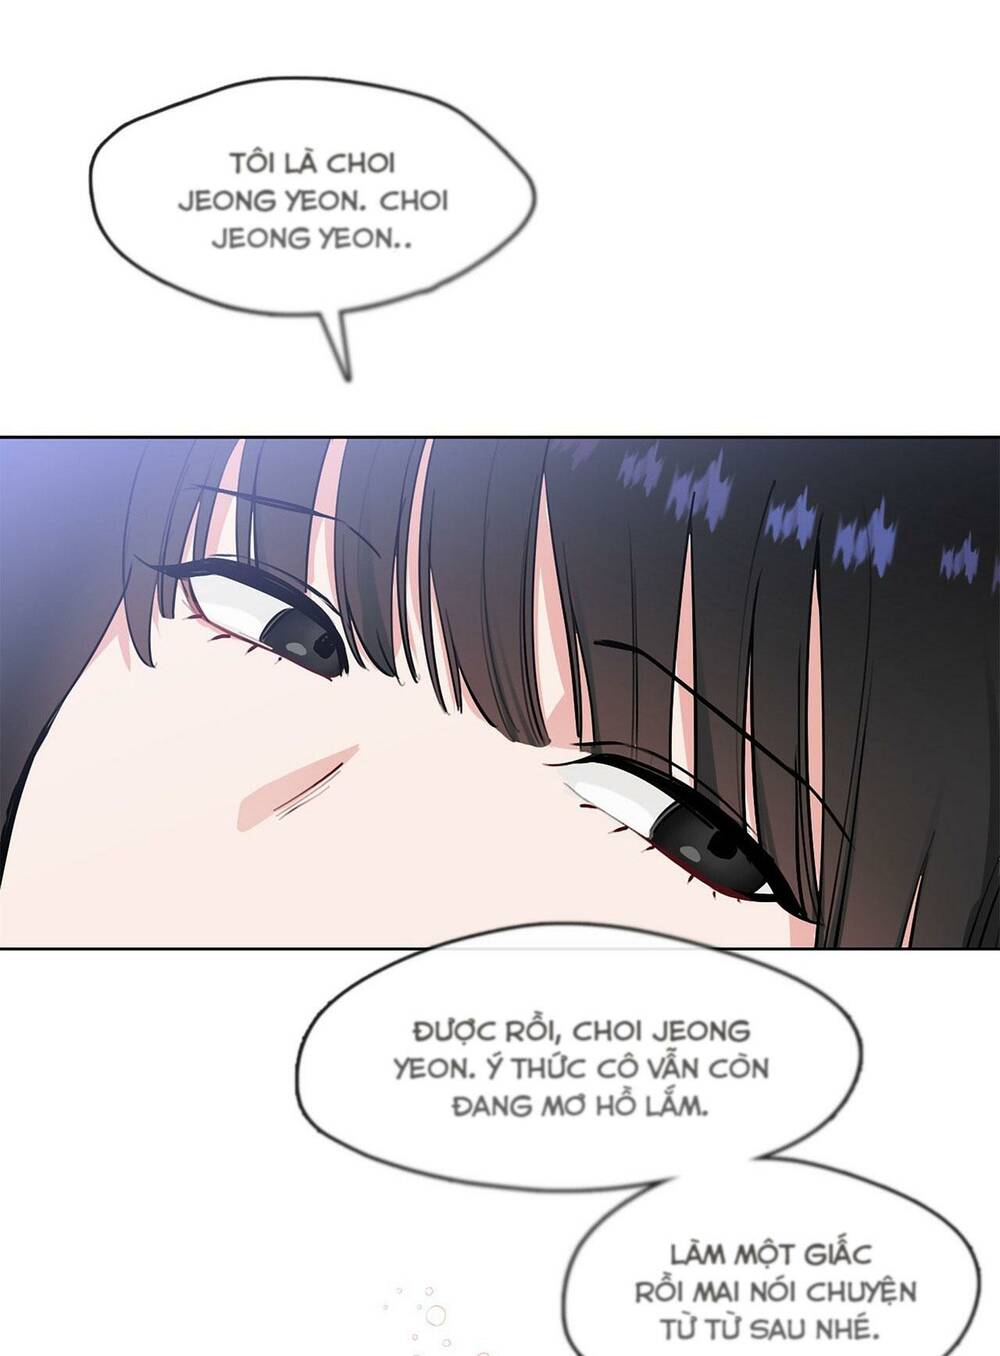 TÔI LÀ CHOI
JEONG YEON. CHOI
JEONG YEON..
ĐƯỢC RỒI, CHOI JEONG
YEON. Ý THỨC CÔ VẪN CÒN
ĐANG MƠ HỒ LẮM.
LÀM MỘT GIẤC
RỒI MAI NÓI CHUYỆN
TỪ TỪ SAU NHÉ.